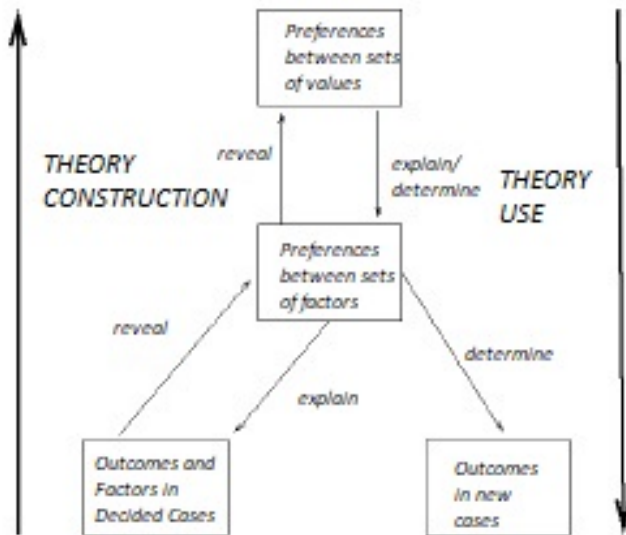 Preferences
between sets
of values
reveal
explain/
determine
THEORY
CONSTRUCTION
THEORY
USE
Preferences
between sets
of factors
reveal
explain
determine
Outcomes and
Factors in
Decided Cases
Outcomes
in new
cases